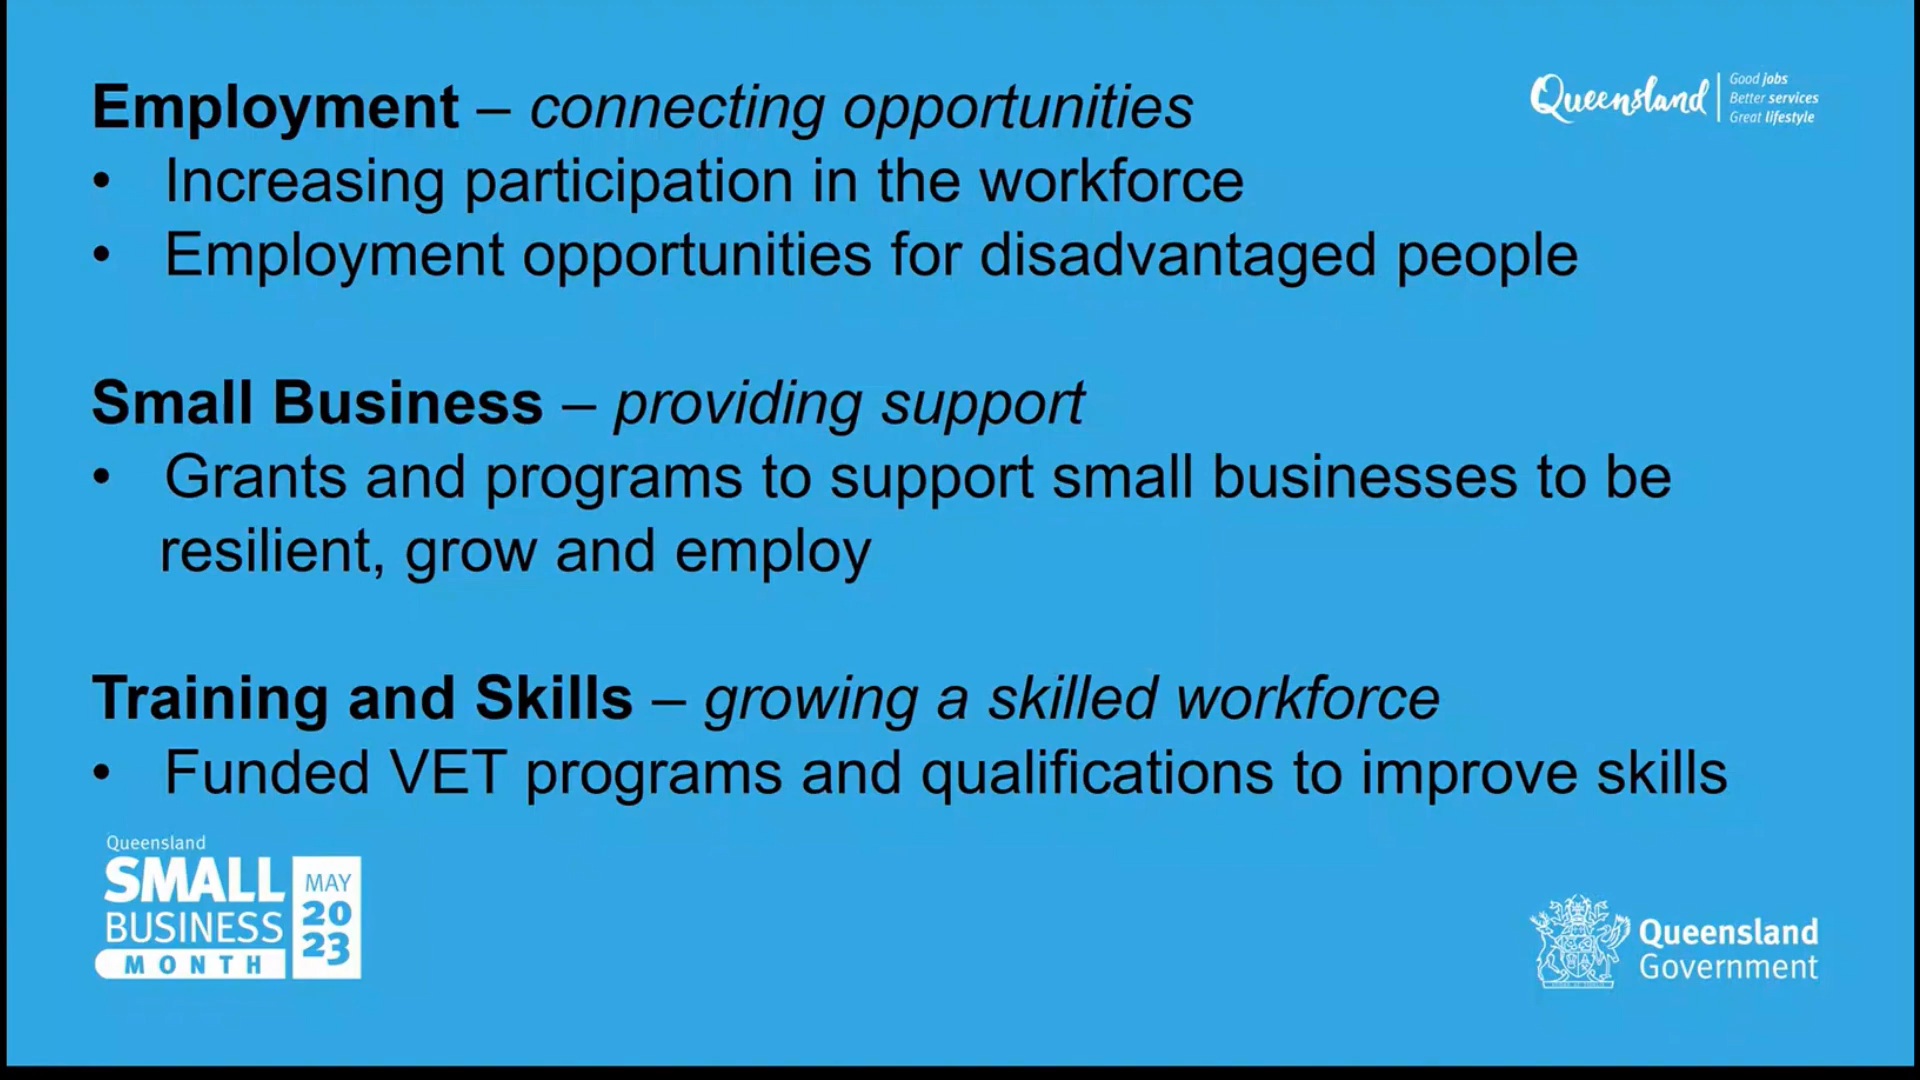 Employment – connecting opportunities
• Increasing participation in the workforce
• Employment opportunities for disadvantaged people
Small Business – providing support
• Grants and programs to support small businesses to be
resilient, grow and employ
Training and Skills – growing a skilled workforce
• Funded VET programs and qualifications to improve skills
Queensland
Good jobs
Better services
Great lifestyle
Queensland
SMALL
BUSINESS
MONTH
MAY
20
23
Queensland
Government